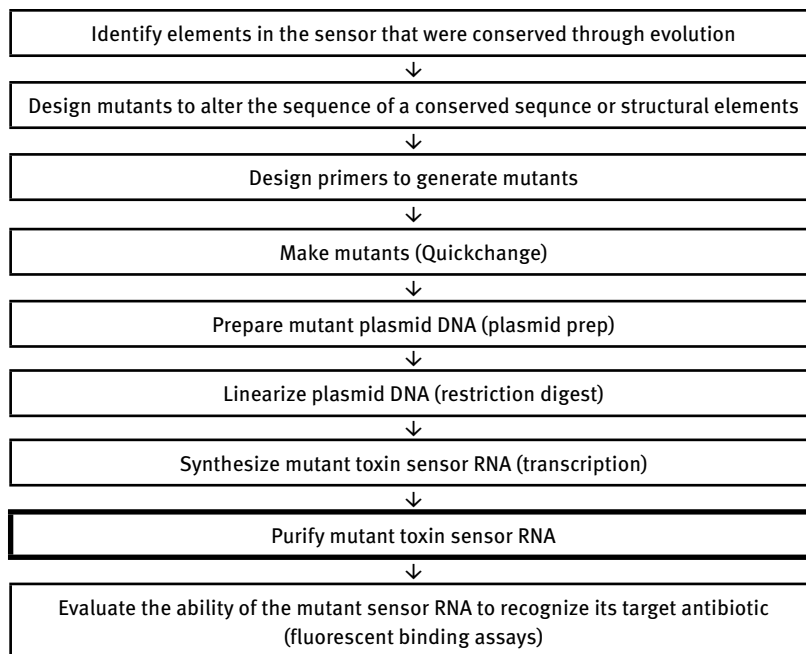 Identify elements in the sensor that were conserved through evolution
↓
Design mutants to alter the sequence of a conserved sequnce or structural elements
↓
Design primers to generate mutants
↓
Make mutants (Quickchange)
↓
Prepare mutant plasmid DNA (plasmid prep)
↓
Linearize plasmid DNA (restriction digest)
↓
Synthesize mutant toxin sensor RNA (transcription)
↓
Purify mutant toxin sensor RNA
↓
Evaluate the ability of the mutant sensor RNA to recognize its target antibiotic
(fluorescent binding assays)